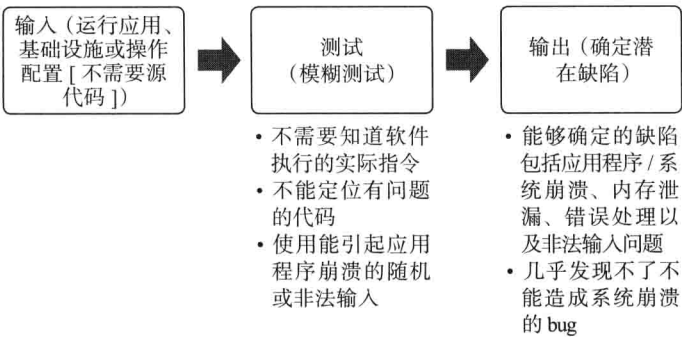 输入（运行应用、
基础设施或操作
配置 [ 不需要源
代码 ]）
测试
（模糊测试）
输出（确定潜
在缺陷）
• 不需要知道软件
执行的实际指令
• 不能定位有问题
的代码
• 使用能引起应用
程序崩溃的随机
或非法输入
• 能够确定的缺陷
包括应用程序 / 系
统崩溃、内存泄
漏、错误处理以
及非法输入问题
• 几乎发现不了不
能造成系统崩溃
的 bug